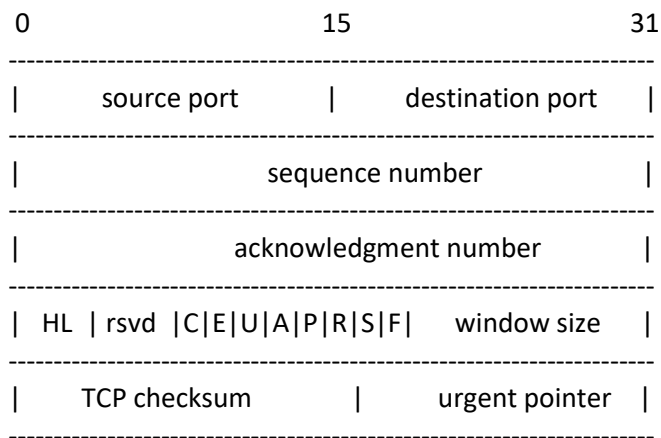 0 15 31
-----------------------------------------------------------------------
| source port | destination port |
-----------------------------------------------------------------------
| sequence number |
-----------------------------------------------------------------------
| acknowledgment number |
-----------------------------------------------------------------------
| HL | rsvd |C|E|U|A|P|R|S|F| window size |
-----------------------------------------------------------------------
| TCP checksum | urgent pointer |
-----------------------------------------------------------------------